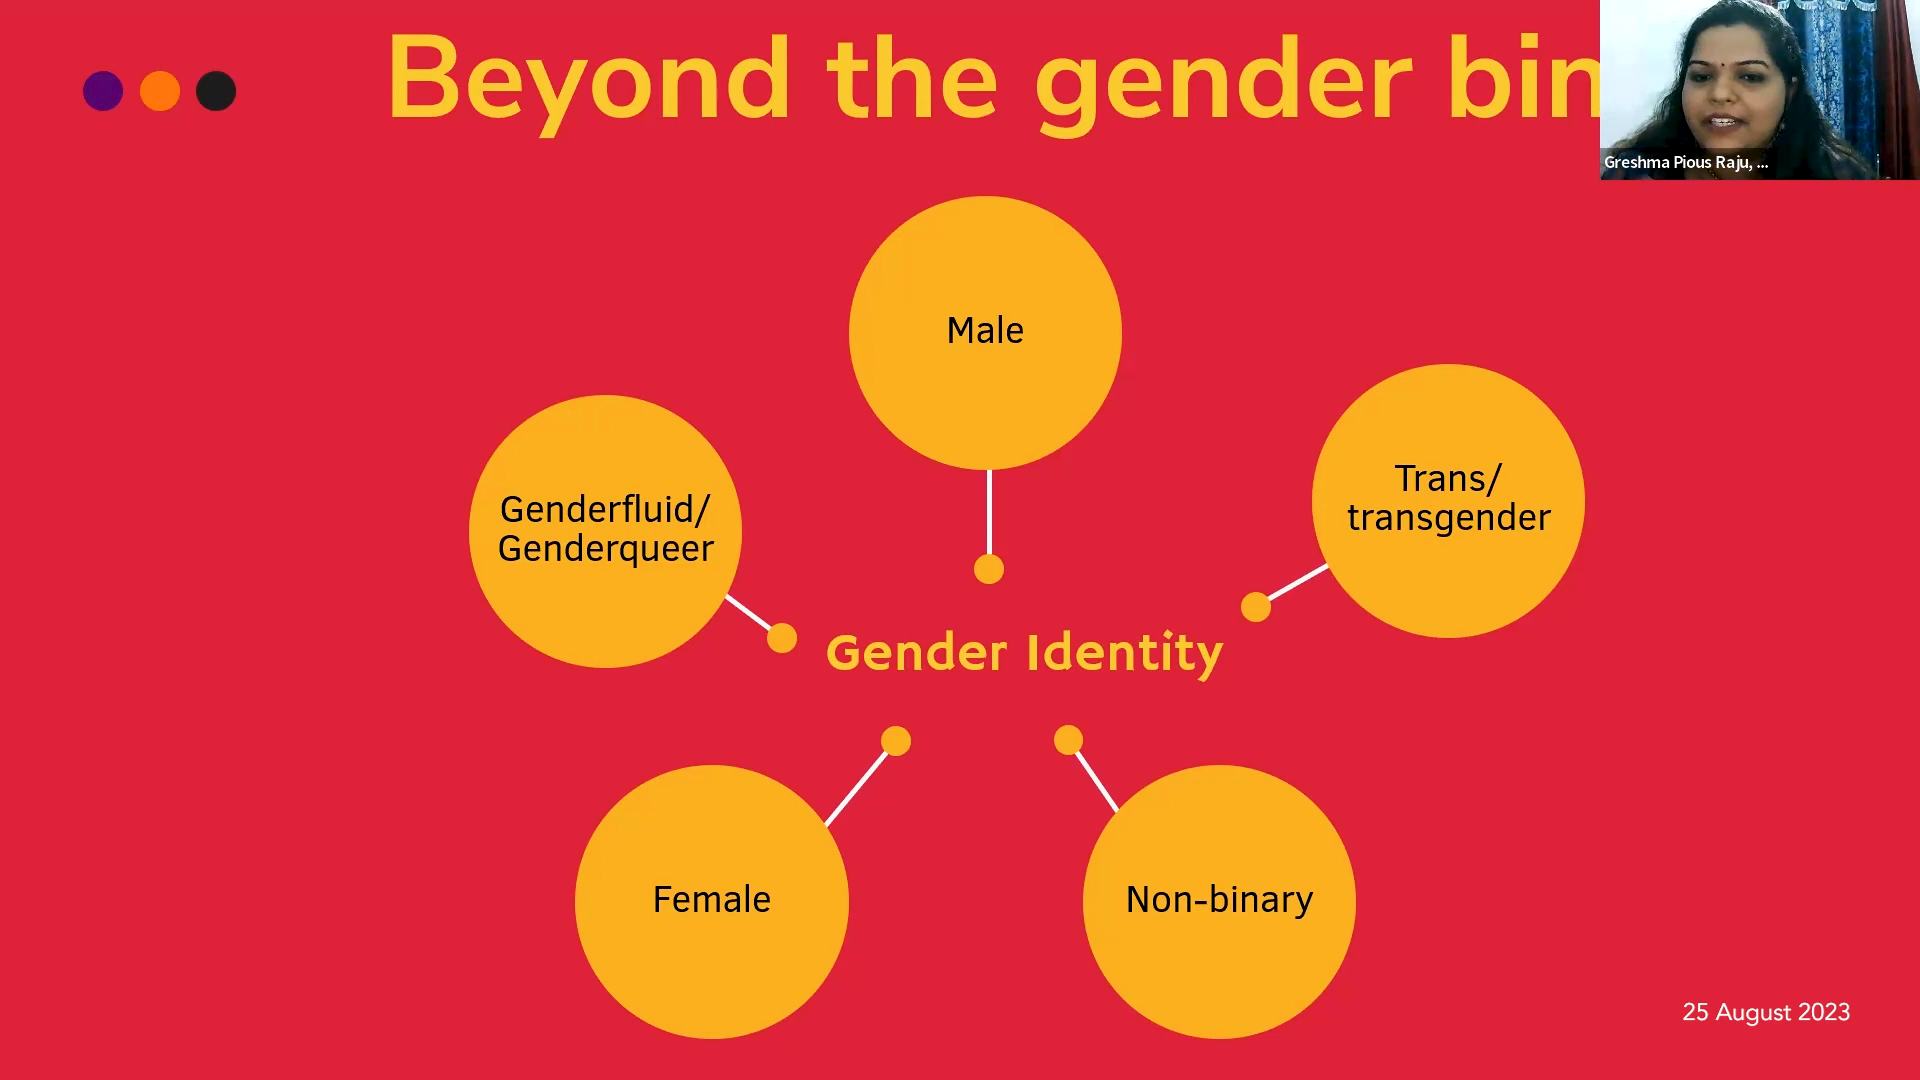 Beyond the gender bin
Greshma Pious Raju, ...
Male
Trans/
transgender
Genderfluid/
Genderqueer
Gender Identity
Female
Non-binary
25 August 2023